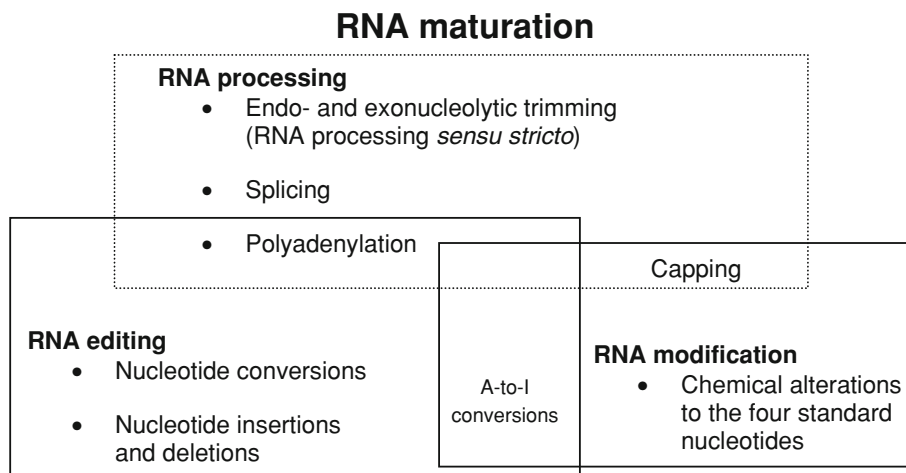 RNA maturation
RNA processing
• Endo- and exonucleolytic trimming
(RNA processing sensu stricto)
• Splicing
• Polyadenylation
Capping
RNA editing
• Nucleotide conversions
• Nucleotide insertions
and deletions
A-to-I
conversions
RNA modification
• Chemical alterations
to the four standard
nucleotides